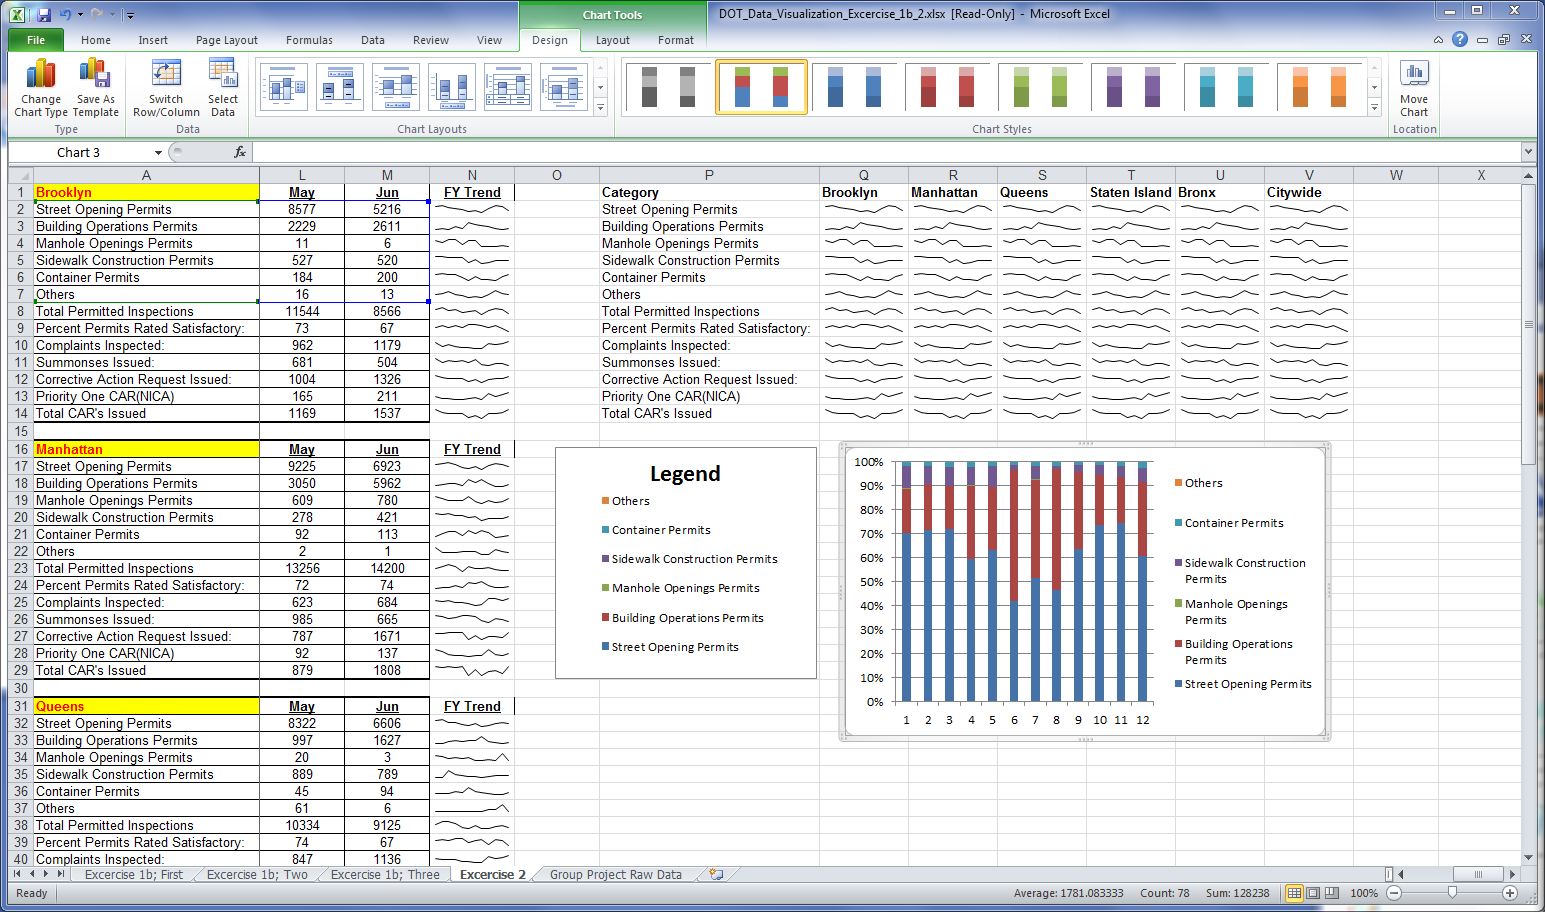 Chart Tools
DOT_Data_Visualization_Excercise_1b_2.xlsx [Read-Only] - Microsoft Excel
File Home Insert Page Layout Formulas Data Review View Design Layout Format
Change Chart Type
Save As Template
Switch Row/Column
Select Data
Move Chart
Type Data Chart Layouts Chart Styles Location
Chart 3 fx
A L M N O P Q R S T U V W X
1 Brooklyn May Jun FY Trend Category Brooklyn Manhattan Queens Staten Island Bronx Citywide
2 Street Opening Permits 8577 5216 Street Opening Permits
3 Building Operations Permits 2229 2611 Building Operations Permits
4 Manhole Openings Permits 11 6 Manhole Openings Permits
5 Sidewalk Construction Permits 527 520 Sidewalk Construction Permits
6 Container Permits 184 200 Container Permits
7 Others 16 13 Others
8 Total Permitted Inspections 11544 8566 Total Permitted Inspections
9 Percent Permits Rated Satisfactory: 73 67 Percent Permits Rated Satisfactory:
10 Complaints Inspected: 962 1179 Complaints Inspected:
11 Summonses Issued: 681 504 Summonses Issued:
12 Corrective Action Request Issued: 1004 1326 Corrective Action Request Issued:
13 Priority One CAR(NICA) 165 211 Priority One CAR(NICA)
14 Total CAR's Issued 1169 1537 Total CAR's Issued
15
16 Manhattan May Jun FY Trend
17 Street Opening Permits 9225 6923
18 Building Operations Permits 3050 5962
19 Manhole Openings Permits 609 780
20 Sidewalk Construction Permits 278 421
21 Container Permits 92 113
22 Others 2 1
23 Total Permitted Inspections 13256 14200
24 Percent Permits Rated Satisfactory: 72 74
25 Complaints Inspected: 623 684
26 Summonses Issued: 985 665
27 Corrective Action Request Issued: 787 1671
28 Priority One CAR(NICA) 92 137
29 Total CAR's Issued 879 1808
30
31 Queens May Jun FY Trend
32 Street Opening Permits 8322 6606
33 Building Operations Permits 997 1627
34 Manhole Openings Permits 20 3
35 Sidewalk Construction Permits 889 789
36 Container Permits 45 94
37 Others 61 6
38 Total Permitted Inspections 10334 9125
39 Percent Permits Rated Satisfactory: 74 67
40 Complaints Inspected: 847 1136
Legend
Others
Container Permits
Sidewalk Construction Permits
Manhole Openings Permits
Building Operations Permits
Street Opening Permits
100%
90%
80%
70%
60%
50%
40%
30%
20%
10%
0%
1 2 3 4 5 6 7 8 9 10 11 12
Others
Container Permits
Sidewalk Construction
Permits
Manhole Openings
Permits
Building Operations
Permits
Street Opening Permits
Excercise 1b; First Excercise 1b; Two Excercise 1b; Three Excercise 2 Group Project Raw Data
Ready Average: 1781.083333 Count: 78 Sum: 128238 100%